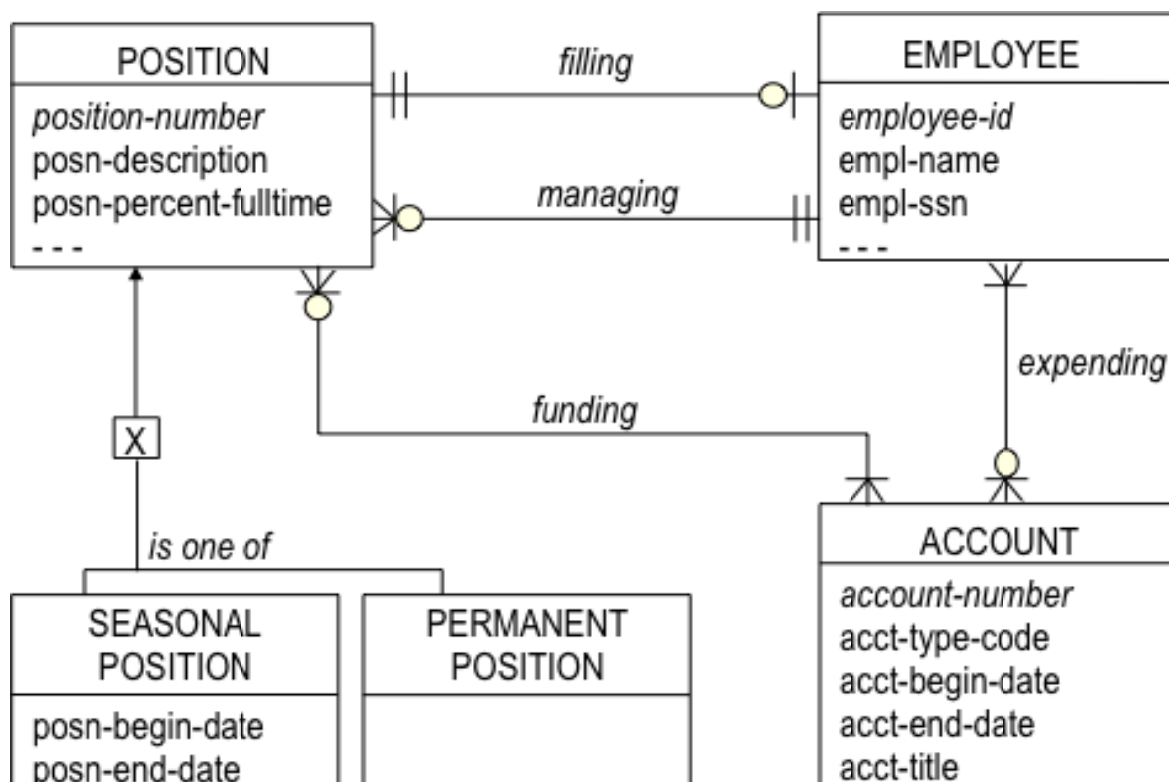 POSITION
position-number
posn-description
posn-percent-fulltime
- - -
filling
managing
EMPLOYEE
employee-id
empl-name
empl-ssn
- - -
expending
funding
X
is one of
SEASONAL
POSITION
posn-begin-date
posn-end-date
PERMANENT
POSITION
ACCOUNT
account-number
acct-type-code
acct-begin-date
acct-end-date
acct-title